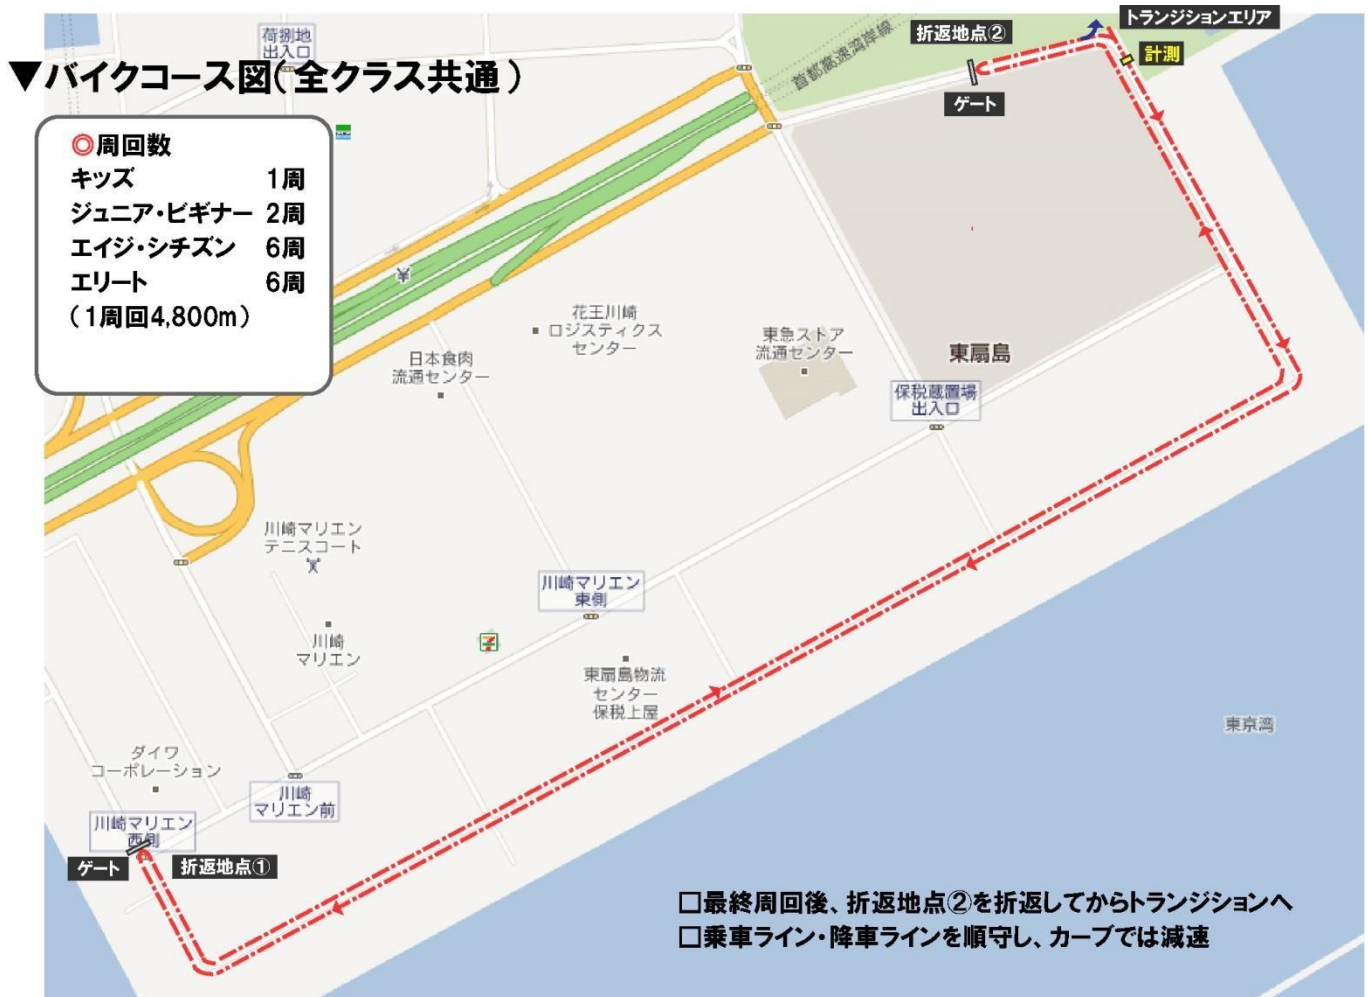 荷捌地
出入口
▼バイクコース図(全クラス共通)
◎周回数
キッズ 1周
ジュニア・ビギナー 2周
エイジ・シチズン 6周
エリート 6周
(1周回4,800m)
首都高速湾岸線
折返地点②
トランジションエリア
計測
ゲート
花王川崎
ロジスティクス
センター
日本食肉
流通センター
東急ストア
流通センター
東扇島
保税蔵置場
出入口
川崎マリエン
テニスコート
川崎マリエン
東側
川崎
マリエン
東扇島物流
センター
保税上屋
東京湾
ダイワ
コーポレーション
川崎
マリエン前
川崎マリエン
西側
ゲート
折返地点①
□最終周回後、折返地点②を折返してからトランジションへ
□乗車ライン・降車ラインを順守し、カーブでは減速